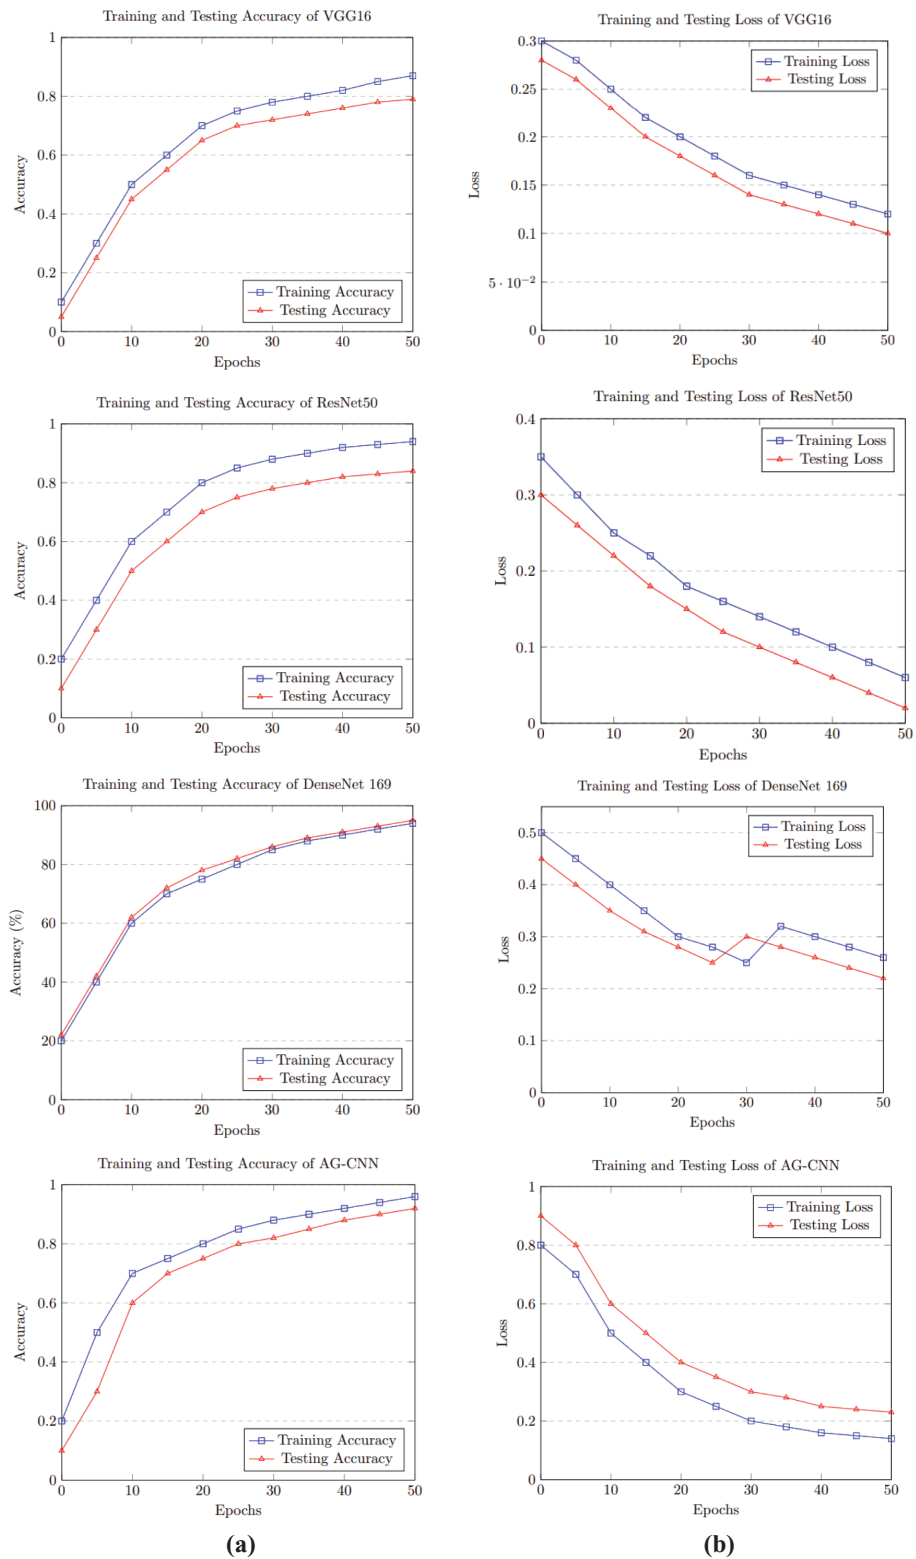 Training and Testing Accuracy of VGG16
1
0.8
0.6
0.4
0.2
0
0 10 20 30 40 50
Accuracy
Epochs
Training Accuracy
Testing Accuracy
Training and Testing Loss of VGG16
0.3
0.25
0.2
0.15
0.1
5 · 10−2
0
0 10 20 30 40 50
Loss
Epochs
Training Loss
Testing Loss
Training and Testing Accuracy of ResNet50
1
0.8
0.6
0.4
0.2
0
0 10 20 30 40 50
Accuracy
Epochs
Training Accuracy
Testing Accuracy
Training and Testing Loss of ResNet50
0.4
0.3
0.2
0.1
0
0 10 20 30 40 50
Loss
Epochs
Training Loss
Testing Loss
Training and Testing Accuracy of DenseNet 169
100
80
60
40
20
0
0 10 20 30 40 50
Accuracy (%)
Epochs
Training Accuracy
Testing Accuracy
Training and Testing Loss of DenseNet 169
0.5
0.4
0.3
0.2
0.1
0
0 10 20 30 40 50
Loss
Epochs
Training Loss
Testing Loss
Training and Testing Accuracy of AG-CNN
1
0.8
0.6
0.4
0.2
0
0 10 20 30 40 50
Accuracy
Epochs
Training Accuracy
Testing Accuracy
Training and Testing Loss of AG-CNN
1
0.8
0.6
0.4
0.2
0
0 10 20 30 40 50
Loss
Epochs
Training Loss
Testing Loss
(a)
(b)